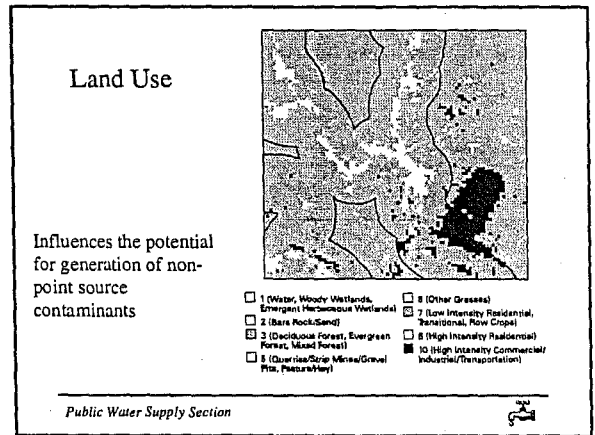 Land Use
Influences the potential
for generation of non-
point source
contaminants
1 (Water, Woody Wetlands,
Emergent Herbaceous Wetlands)
2 (Bare Rock/Sand)
3 (Deciduous Forest, Evergreen
Forest, Mixed Forest)
5 (Quarries/Strip Mines/Gravel
Pits, Pasture/Hay)
6 (Other Grasses)
7 (Low Intensity Residential,
Transitional, Row Crops)
8 (High Intensity Residential)
10 (High Intensity Commercial/
Industrial/Transportation)
Public Water Supply Section